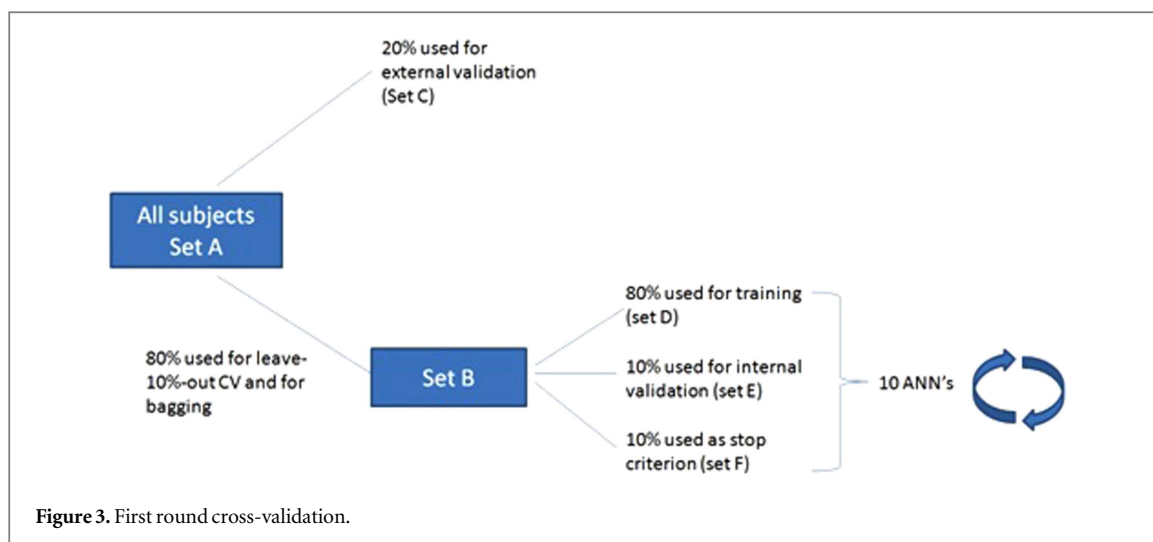 20% used for
external validation
(Set C)
All subjects
Set A
80% used for leave-
10%-out CV and for
bagging
Set B
80% used for training
(set D)
10% used for internal
validation (set E)
10% used as stop
criterion (set F)
10 ANN's
Figure 3. First round cross-validation.